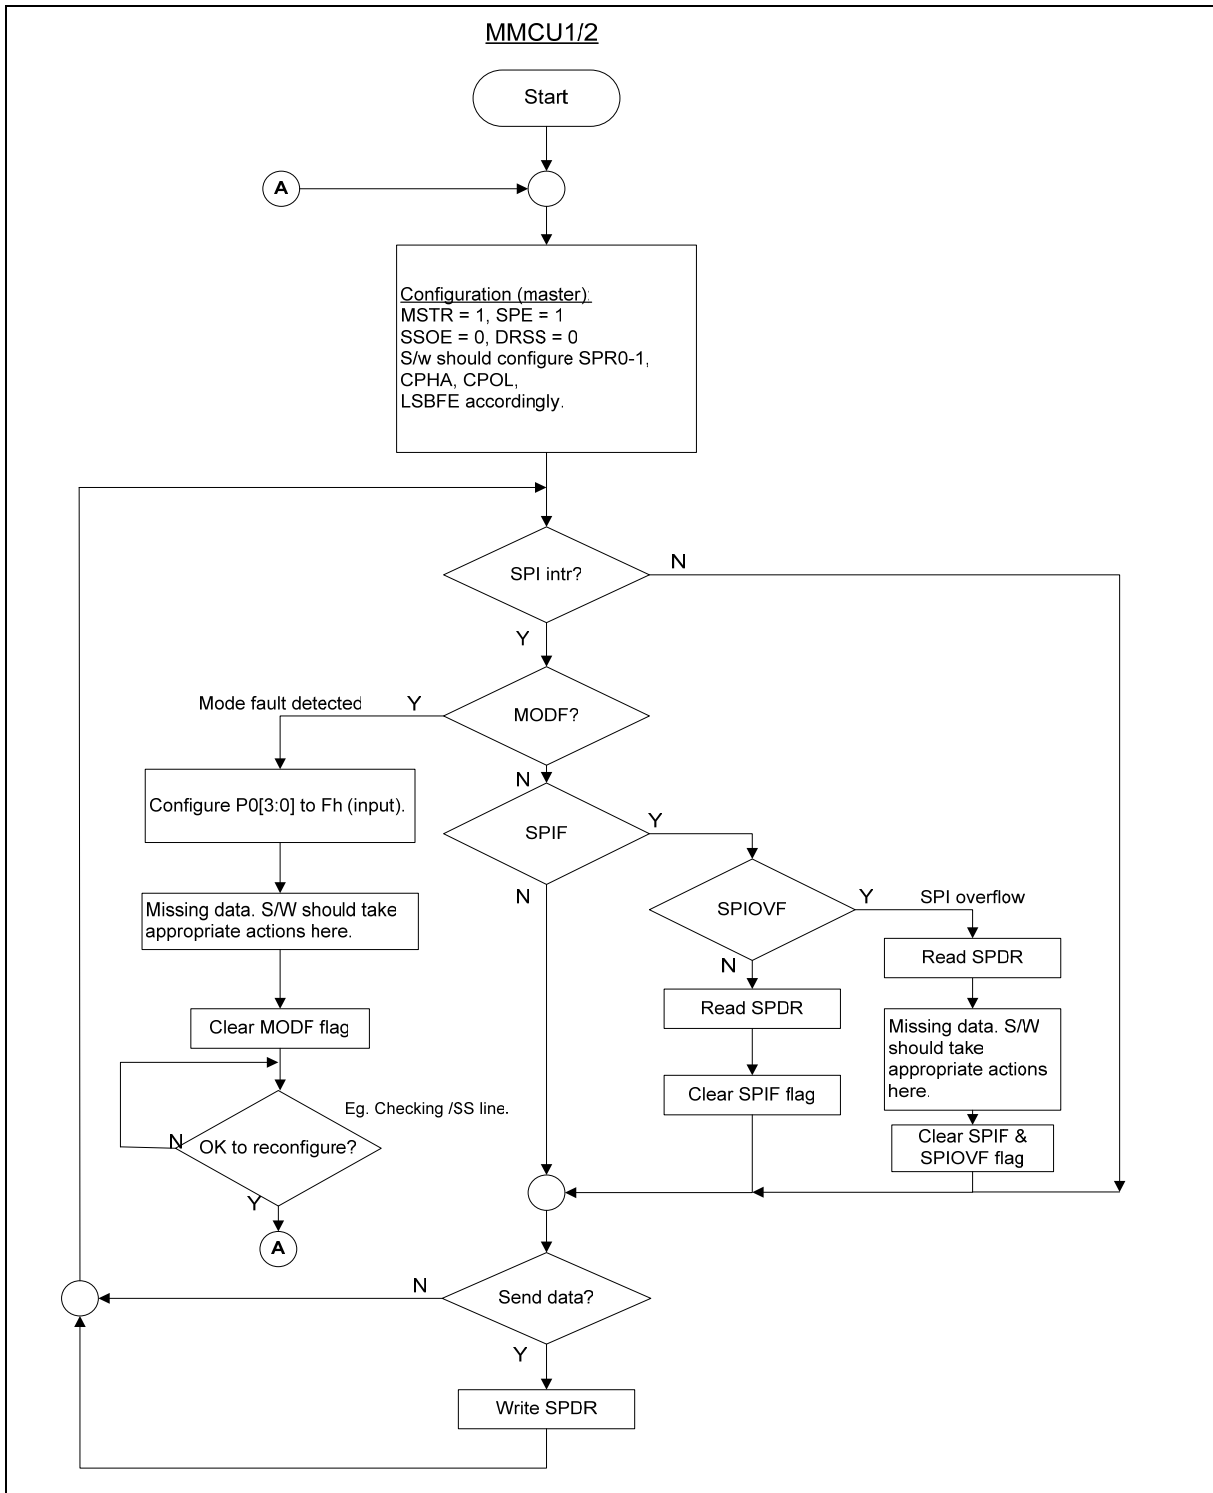 MMCU1/2
Start
A
Configuration (master):
MSTR = 1, SPE = 1
SSOE = 0, DRSS = 0
S/w should configure SPR0-1,
CPHA, CPOL,
LSBFE accordingly.
SPI intr?
N
Y
Mode fault detected
Y
MODF?
N
Configure P0[3:0] to Fh (input).
SPIF
Y
N
Missing data. S/W should take
appropriate actions here.
SPIOVF
Y
SPI overflow
N
Read SPDR
Read SPDR
Clear MODF flag
Missing data. S/W
should take
appropriate actions
here.
Clear SPIF flag
Eg. Checking /SS line.
OK to reconfigure?
N
Y
Clear SPIF &
SPIOVF flag
A
Send data?
N
Y
Write SPDR